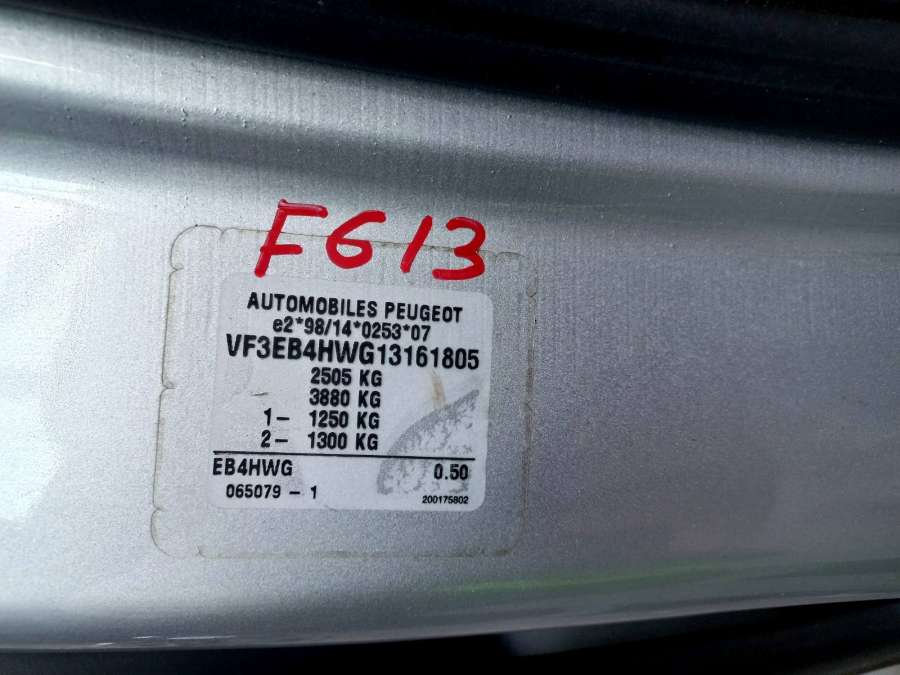 FG13
AUTOMOBILES PEUGEOT
e2*98/14*0253*07
VF3EB4HWG13161805
2505 KG
3880 KG
1- 1250 KG
2- 1300 KG
EB4HWG 0.50
065079 - 1 200175802